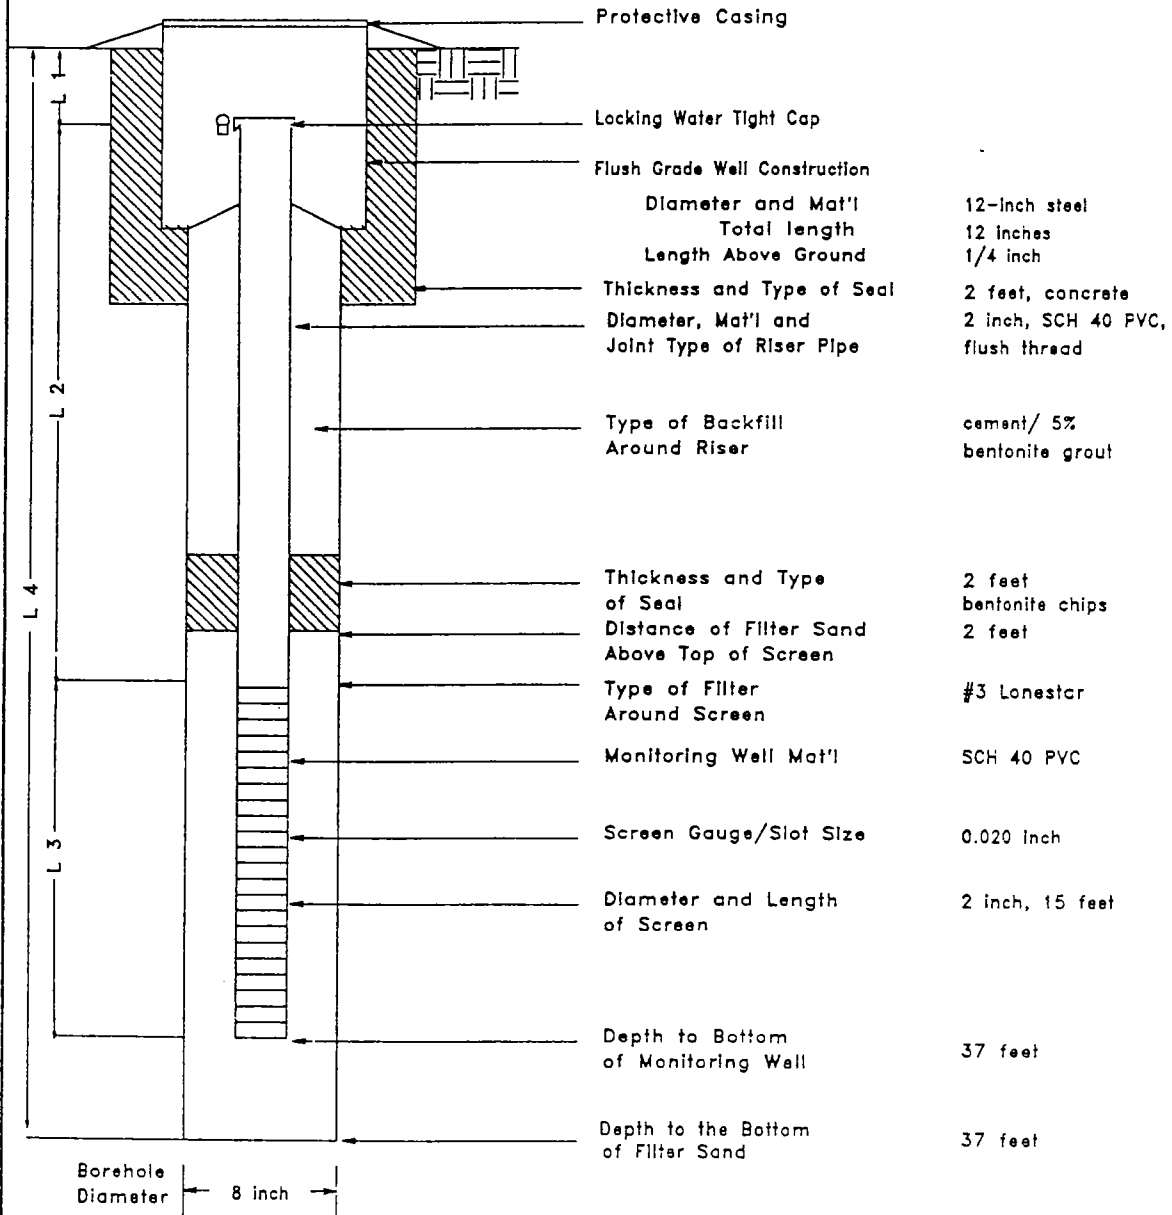 Protective Casing
L 1
Locking Water Tight Cap
Flush Grade Well Construction
Diameter and Mat'l 12-inch steel
Total length 12 inches
Length Above Ground 1/4 inch
Thickness and Type of Seal 2 feet, concrete
Diameter, Mat'l and 2 inch, SCH 40 PVC,
Joint Type of Riser Pipe flush thread
L 2
Type of Backfill cement/ 5%
Around Riser bentonite grout
L 4
Thickness and Type 2 feet
of Seal bentonite chips
Distance of Filter Sand 2 feet
Above Top of Screen
Type of Filter #3 Lonestar
Around Screen
Monitoring Well Mat'l SCH 40 PVC
L 3
Screen Gauge/Slot Size 0.020 inch
Diameter and Length 2 inch, 15 feet
of Screen
Depth to Bottom
of Monitoring Well 37 feet
Depth to the Bottom
of Filter Sand 37 feet
Borehole
Diameter 8 inch